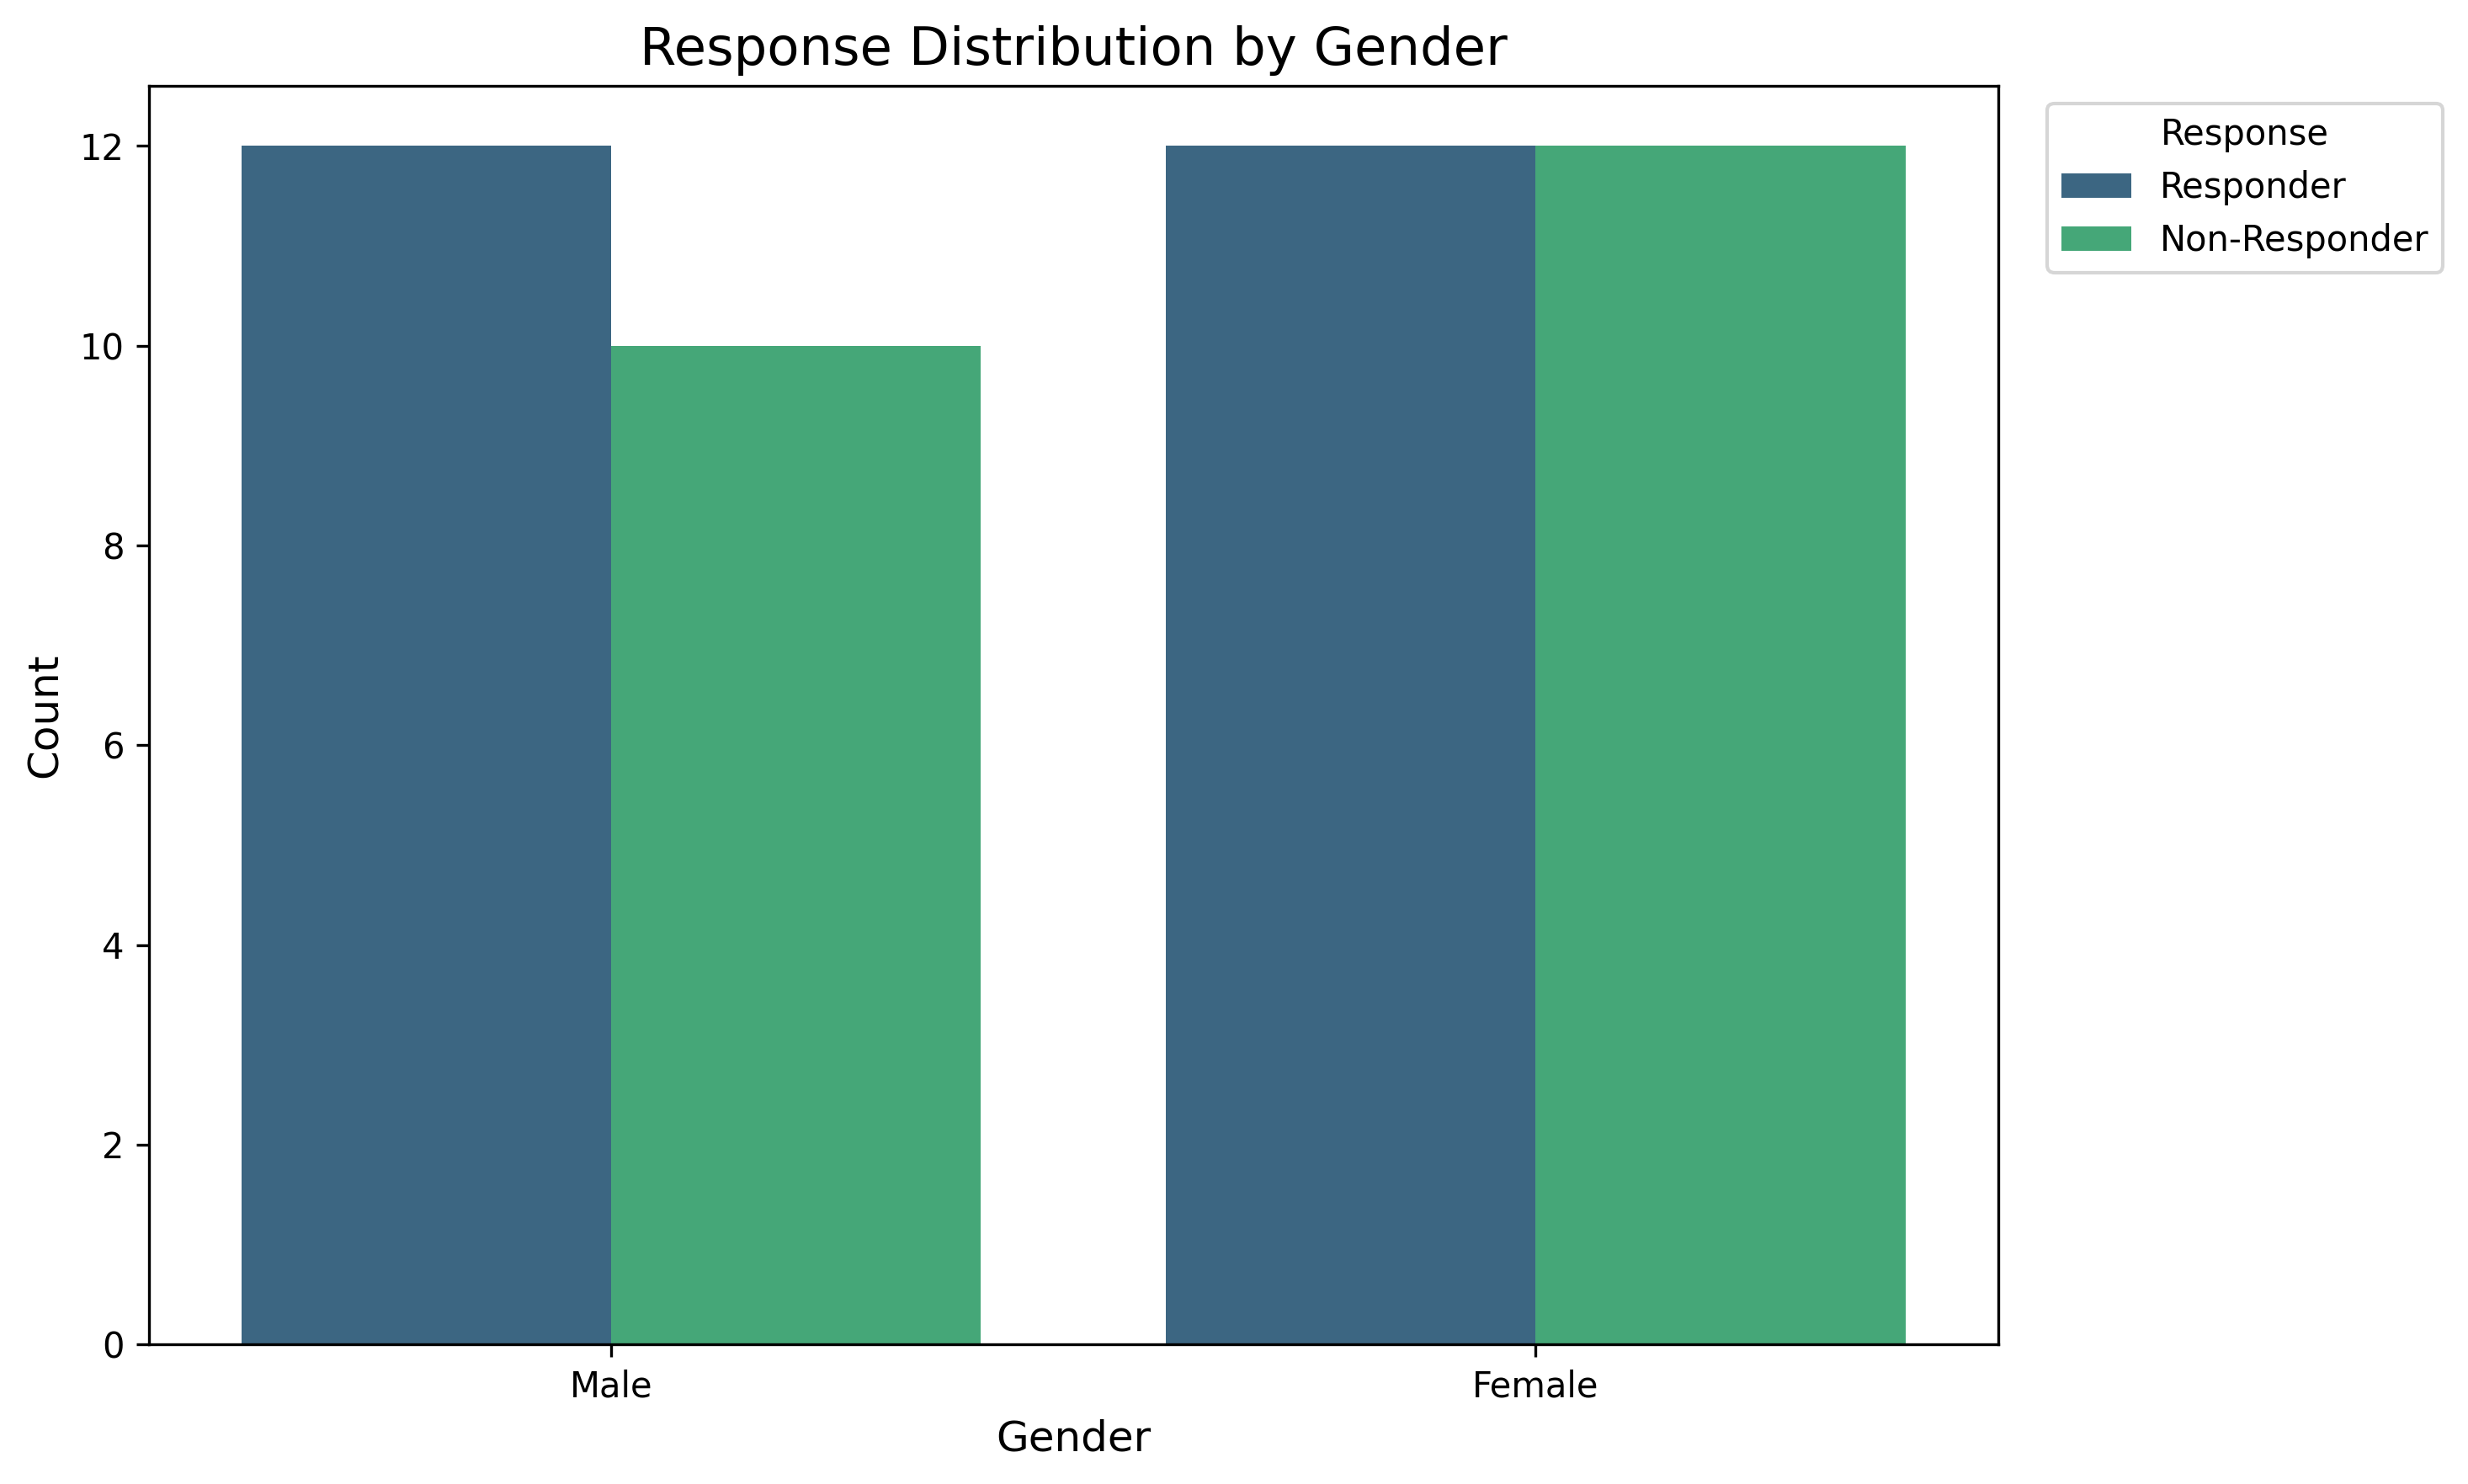 Response Distribution by Gender
Response
Responder
Non-Responder
Count
12
10
8
6
4
2
0
Male
Female
Gender